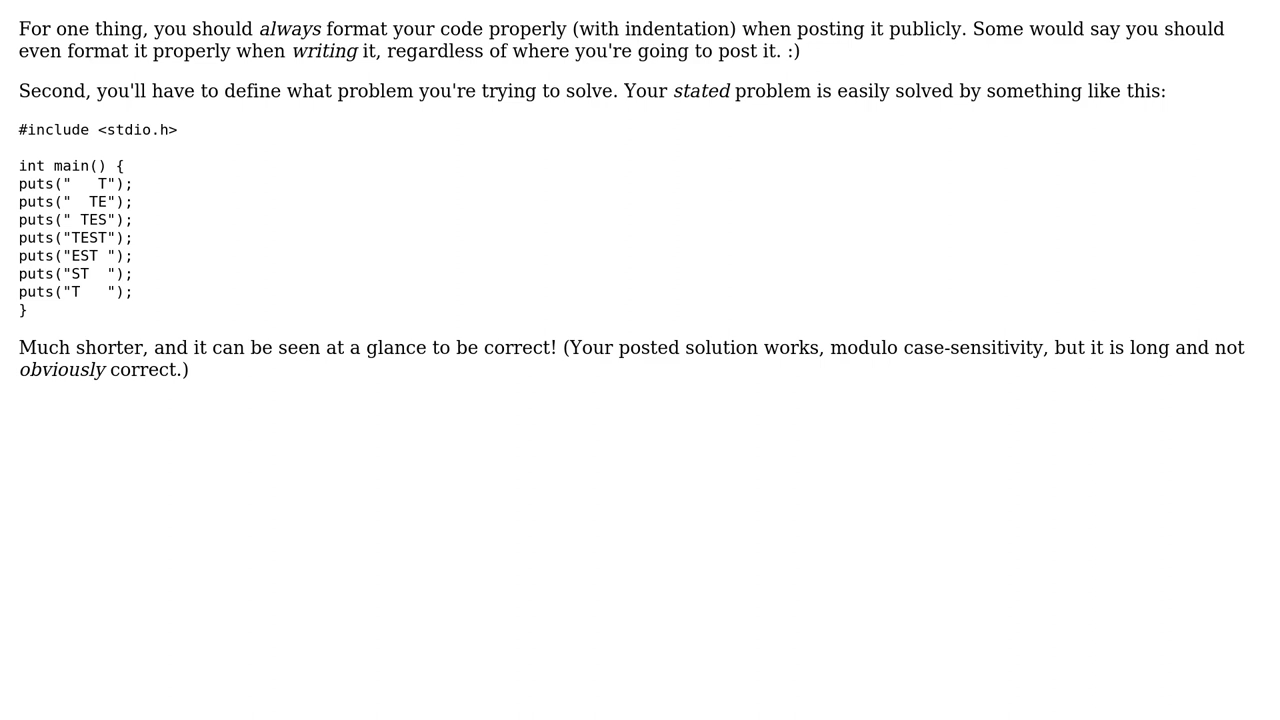 For one thing, you should always format your code properly (with indentation) when posting it publicly. Some would say you should
even format it properly when writing it, regardless of where you're going to post it. :)
Second, you'll have to define what problem you're trying to solve. Your stated problem is easily solved by something like this:
#include <stdio.h>
int main() {
puts("   T");
puts("  TE");
puts(" TES");
puts("TEST");
puts("EST ");
puts("ST  ");
puts("T   ");
}
Much shorter, and it can be seen at a glance to be correct! (Your posted solution works, modulo case-sensitivity, but it is long and not
obviously correct.)